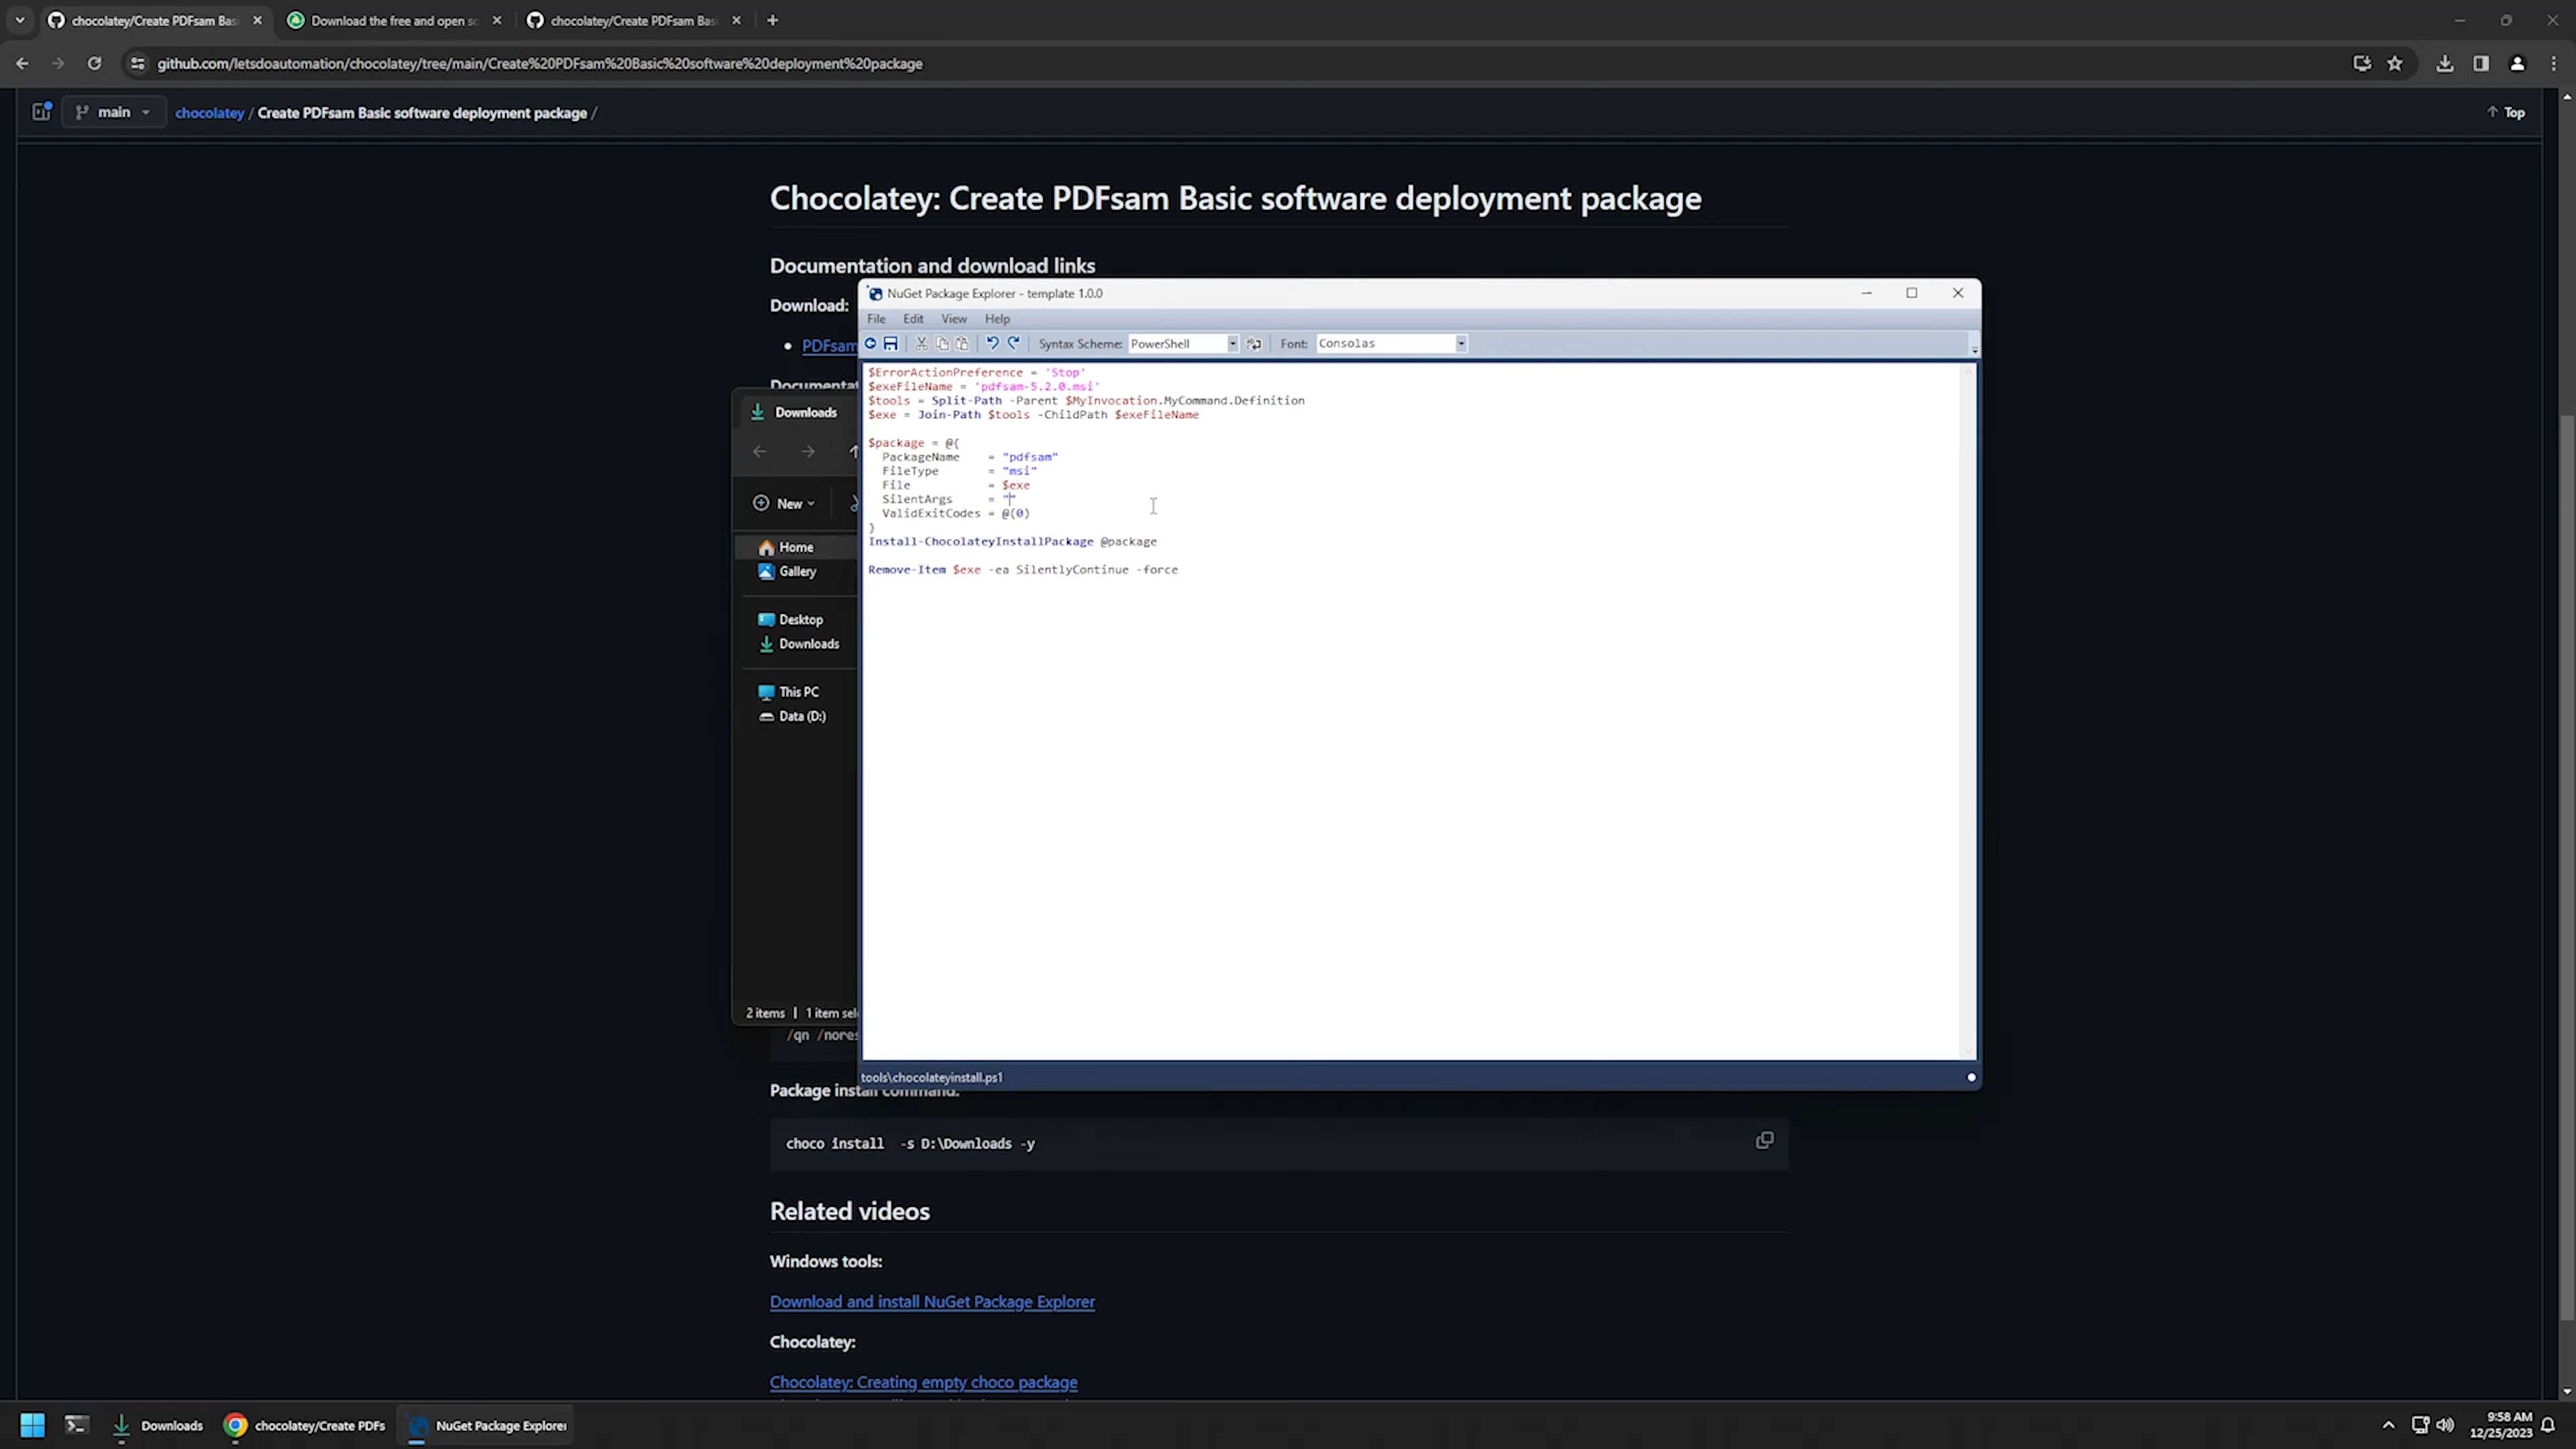 chocolatey/Create PDFsam Bas
Download the free and open so
chocolatey/Create PDFsam Bas
github.com/letsdoautomation/chocolatey/tree/main/Create%20PDFsam%20Basic%20software%20deployment%20package
main
chocolatey / Create PDFsam Basic software deployment package /
Top
Chocolatey: Create PDFsam Basic software deployment package
Documentation and download links
Download:
PDFsam
NuGet Package Explorer - template 1.0.0
File Edit View Help
Syntax Scheme: PowerShell Font: Consolas
$ErrorActionPreference = 'Stop'
$exeFileName = 'pdfsam-5.2.0.msi'
$tools = Split-Path -Parent $MyInvocation.MyCommand.Definition
$exe = Join-Path $tools -ChildPath $exeFileName
$package = @{
PackageName = "pdfsam"
FileType = "msi"
File = $exe
SilentArgs = ""
ValidExitCodes = @(0)
}
Install-ChocolateyInstallPackage @package
Remove-Item $exe -ea SilentlyContinue -force
tools\chocolateyinstall.ps1
Downloads
New
Home
Gallery
Desktop
Downloads
This PC
Data (D:)
2 items | 1 item sel
/qn /nores
Package install command:
choco install  -s D:\Downloads -y
Related videos
Windows tools:
Download and install NuGet Package Explorer
Chocolatey:
Chocolatey: Creating empty choco package
Downloads
chocolatey/Create PDFs
NuGet Package Explorer
9:58 AM
12/25/2023